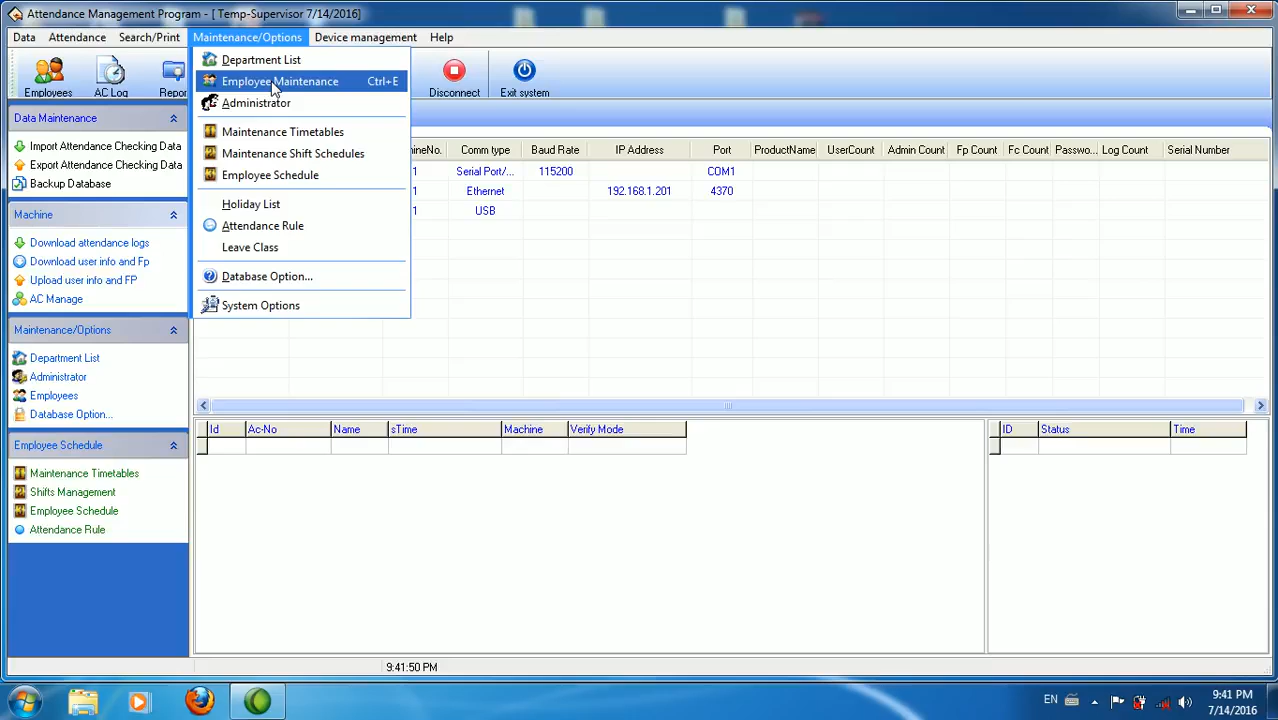 Attendance Management Program - [ Temp-Supervisor 7/14/2016]
Data Attendance Search/Print Maintenance/Options Device management Help
Employees AC Log Repor Disconnect Exit system
Department List
Employee Maintenance Ctrl+E
Administrator
Maintenance Timetables
Maintenance Shift Schedules
Employee Schedule
Holiday List
Attendance Rule
Leave Class
Database Option...
System Options
Data Maintenance
Import Attendance Checking Data
Export Attendance Checking Data
Backup Database
Machine
Download attendance logs
Download user info and Fp
Upload user info and FP
AC Manage
Maintenance/Options
Department List
Administrator
Employees
Database Option...
Employee Schedule
Maintenance Timetables
Shifts Management
Employee Schedule
Attendance Rule
ineNo. Comm type Baud Rate IP Address Port ProductName UserCount Admin Count Fp Count Fc Count Passwo... Log Count Serial Number
1 Serial Port/... 115200 COM1
1 Ethernet 192.168.1.201 4370
1 USB
Id Ac-No Name sTime Machine Verify Mode
ID Status Time
9:41:50 PM
EN 9:41 PM
7/14/2016